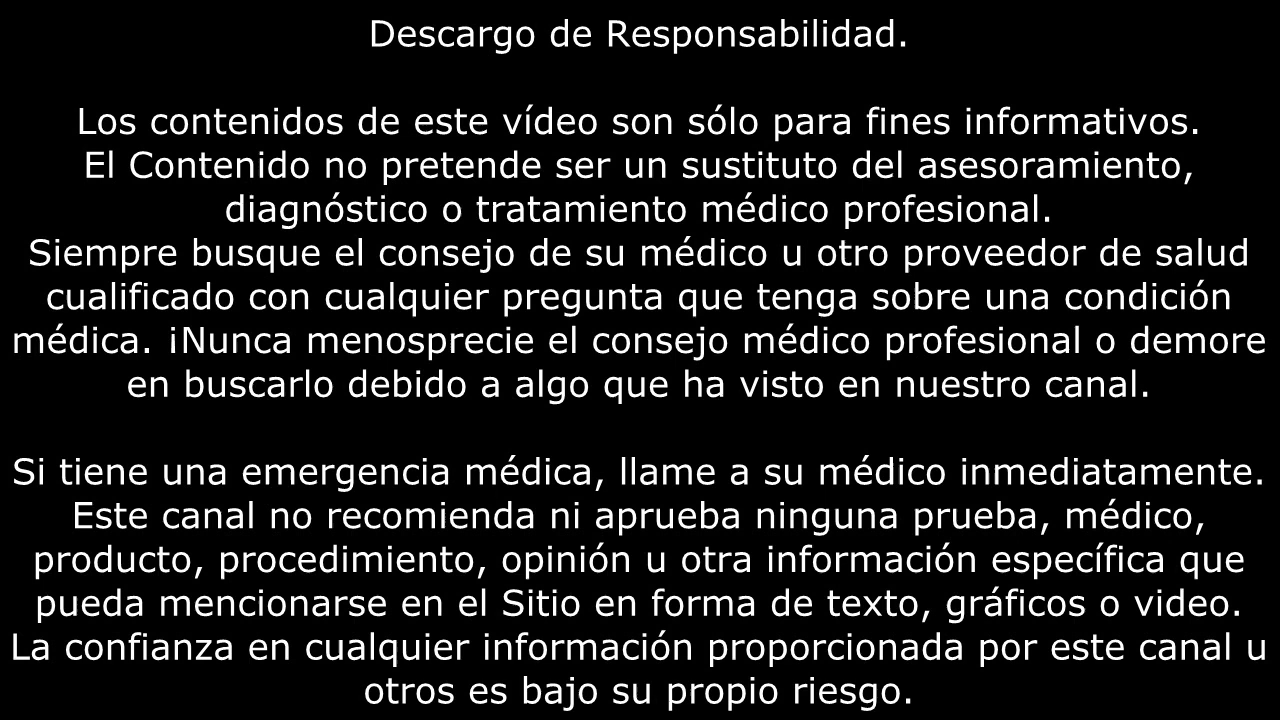 Descargo de Responsabilidad.
Los contenidos de este vídeo son sólo para fines informativos.
El Contenido no pretende ser un sustituto del asesoramiento,
diagnóstico o tratamiento médico profesional.
Siempre busque el consejo de su médico u otro proveedor de salud
cualificado con cualquier pregunta que tenga sobre una condición
médica. ¡Nunca menosprecie el consejo médico profesional o demore
en buscarlo debido a algo que ha visto en nuestro canal.
Si tiene una emergencia médica, llame a su médico inmediatamente.
Este canal no recomienda ni aprueba ninguna prueba, médico,
producto, procedimiento, opinión u otra información específica que
pueda mencionarse en el Sitio en forma de texto, gráficos o video.
La confianza en cualquier información proporcionada por este canal u
otros es bajo su propio riesgo.